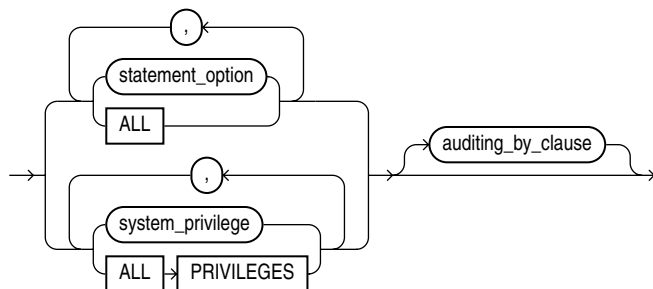 ,
statement_option
ALL
auditing_by_clause
,
system_privilege
ALL PRIVILEGES